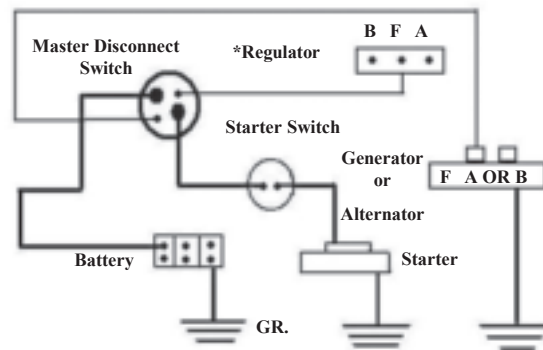 Master Disconnect
Switch
*Regulator
B F A
Starter Switch
Generator
or
Alternator
F A OR B
Battery
Starter
GR.